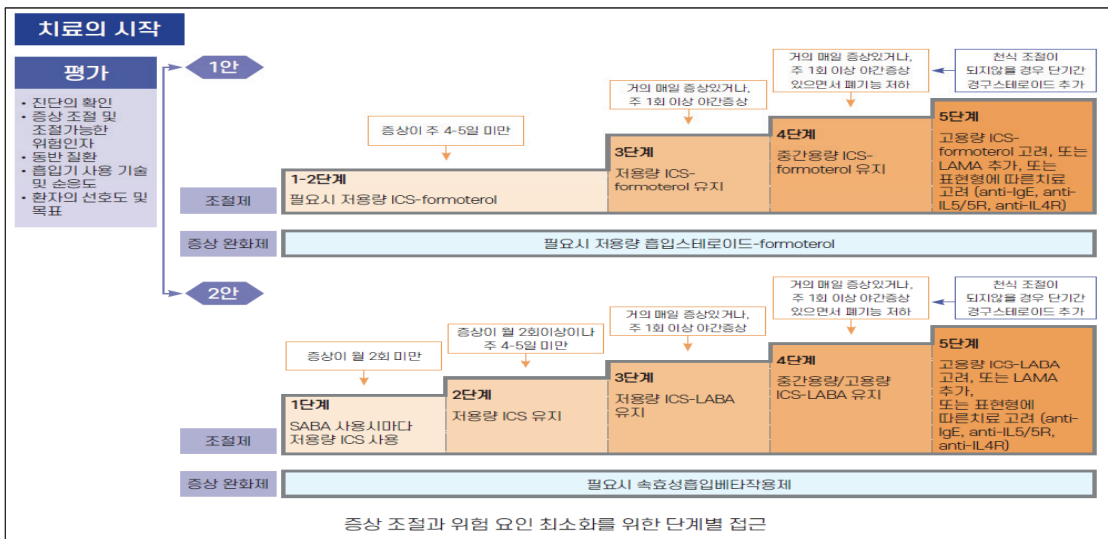 치료의 시작
평가
• 진단의 확인
• 증상 조절 및
조절가능한
위험인자
• 동반 질환
• 흡입기 사용 기술
및 순응도
• 환자의 선호도 및
목표
1안
증상이 주 4-5일 미만
거의 매일 증상있거나,
주 1회 이상 야간증상
거의 매일 증상있거나,
주 1회 이상 야간증상
있으면서 폐기능 저하
천식 조절이
되지않을 경우 단기간
경구스테로이드 추가
조절제
1-2단계
필요시 저용량 ICS-formoterol
3단계
저용량 ICS-
formoterol 유지
4단계
중간용량 ICS-
formoterol 유지
5단계
고용량 ICS-
formoterol 고려, 또는
LAMA 추가, 또는
표현형에 따른치료
고려 (anti-IgE, anti-
IL5/5R, anti-IL4R)
증상 완화제
필요시 저용량 흡입스테로이드-formoterol
2안
증상이 월 2회 미만
증상이 월 2회이상이나
주 4-5일 미만
거의 매일 증상있거나,
주 1회 이상 야간증상
거의 매일 증상있거나,
주 1회 이상 야간증상
있으면서 폐기능 저하
천식 조절이
되지않을 경우 단기간
경구스테로이드 추가
조절제
1단계
SABA 사용시마다
저용량 ICS 사용
2단계
저용량 ICS 유지
3단계
저용량 ICS-LABA
유지
4단계
중간용량/고용량
ICS-LABA 유지
5단계
고용량 ICS-LABA
고려, 또는 LAMA
추가,
또는 표현형에
따른치료 고려 (anti-
IgE, anti-IL5/5R,
anti-IL4R)
증상 완화제
필요시 속효성흡입베타작용제
증상 조절과 위험 요인 최소화를 위한 단계별 접근